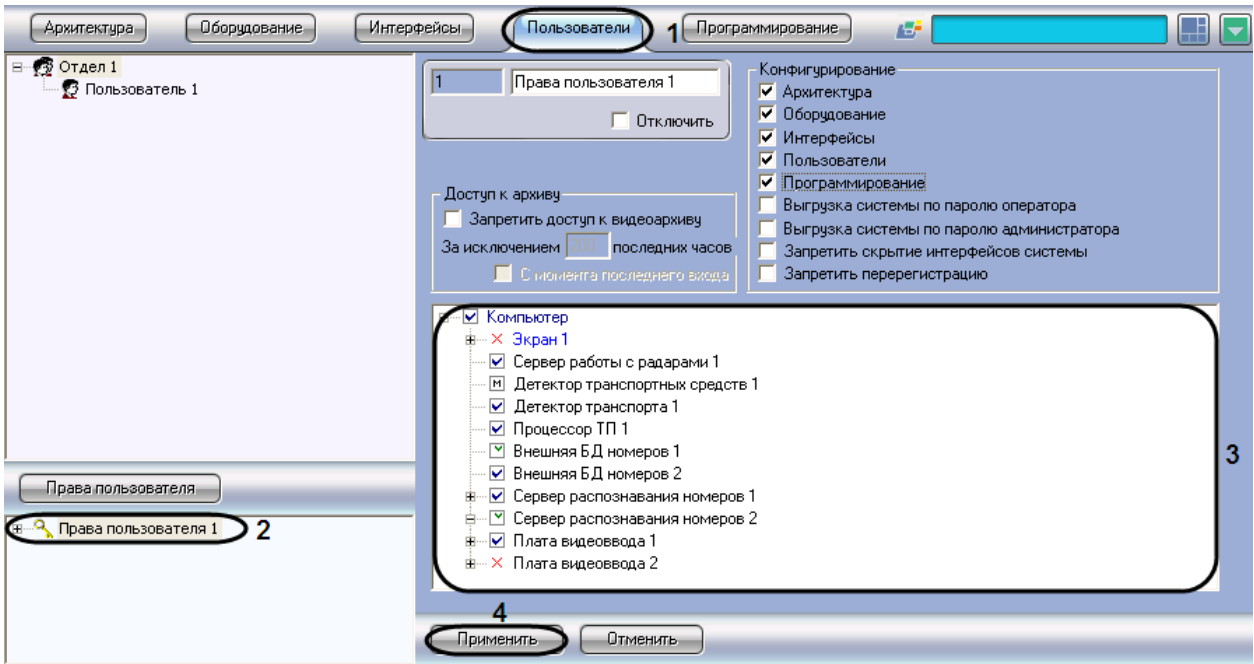 Архитектура
Оборудование
Интерфейсы
Пользователи
1
Программирование
Отдел 1
Пользователь 1
1
Права пользователя 1
Отключить
Доступ к архиву
Запретить доступ к видеоархиву
За исключением 200 последних часов
С момента последнего входа
Конфигурирование
Архитектура
Оборудование
Интерфейсы
Пользователи
Программирование
Выгрузка системы по паролю оператора
Выгрузка системы по паролю администратора
Запретить скрытие интерфейсов системы
Запретить перерегистрацию
Компьютер
Экран 1
Сервер работы с радарами 1
М Детектор транспортных средств 1
Детектор транспорта 1
Процессор ТП 1
Внешняя БД номеров 1
Внешняя БД номеров 2
Сервер распознавания номеров 1
Сервер распознавания номеров 2
Плата видеоввода 1
Плата видеоввода 2
3
Права пользователя
Права пользователя 1
2
4
Применить
Отменить